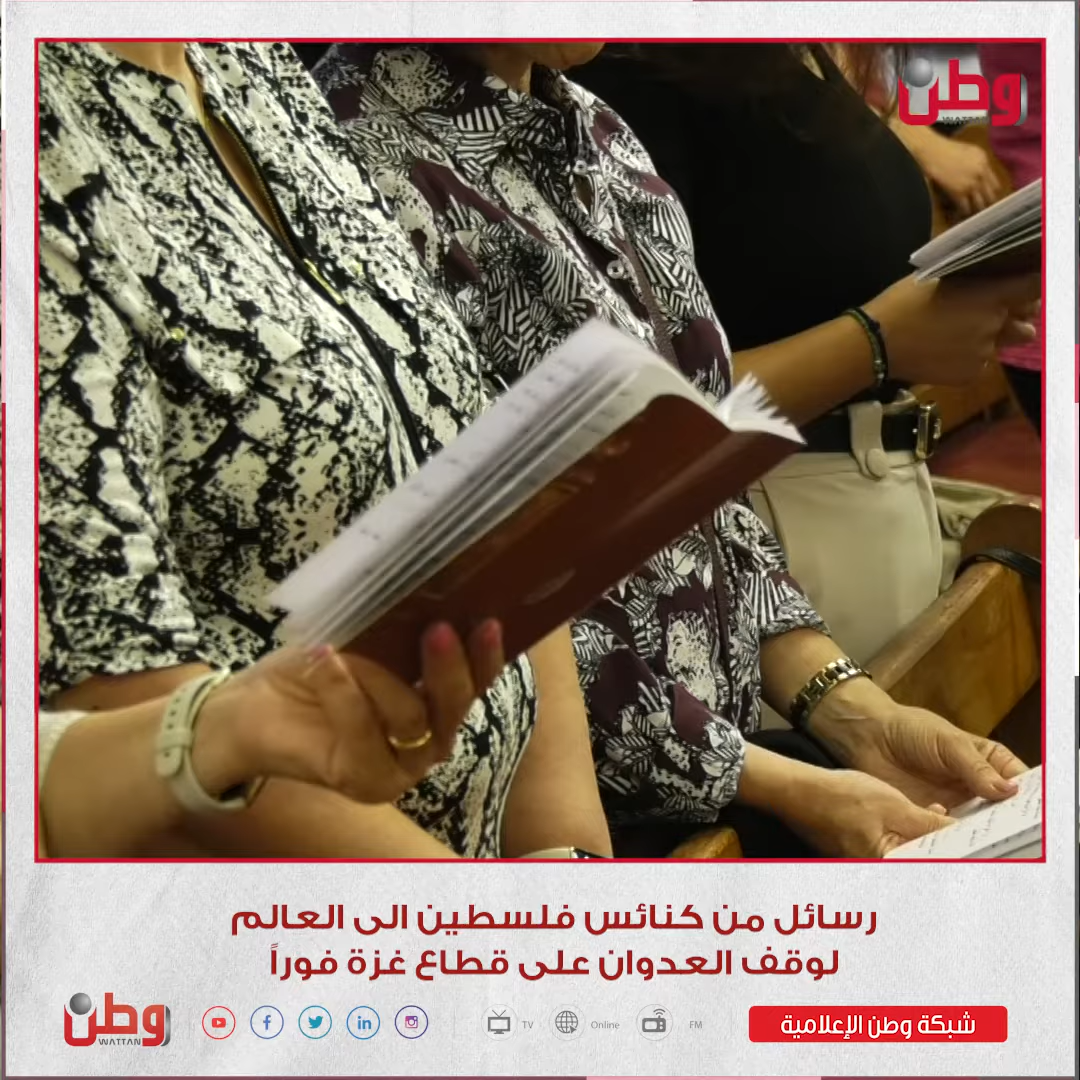 وطن
WATTAN
رسائل من كنائس فلسطين الى العالم
لوقف العدوان على قطاع غزة فوراً
وطن
WATTAN
TV
Online
FM
شبكة وطن الإعلامية